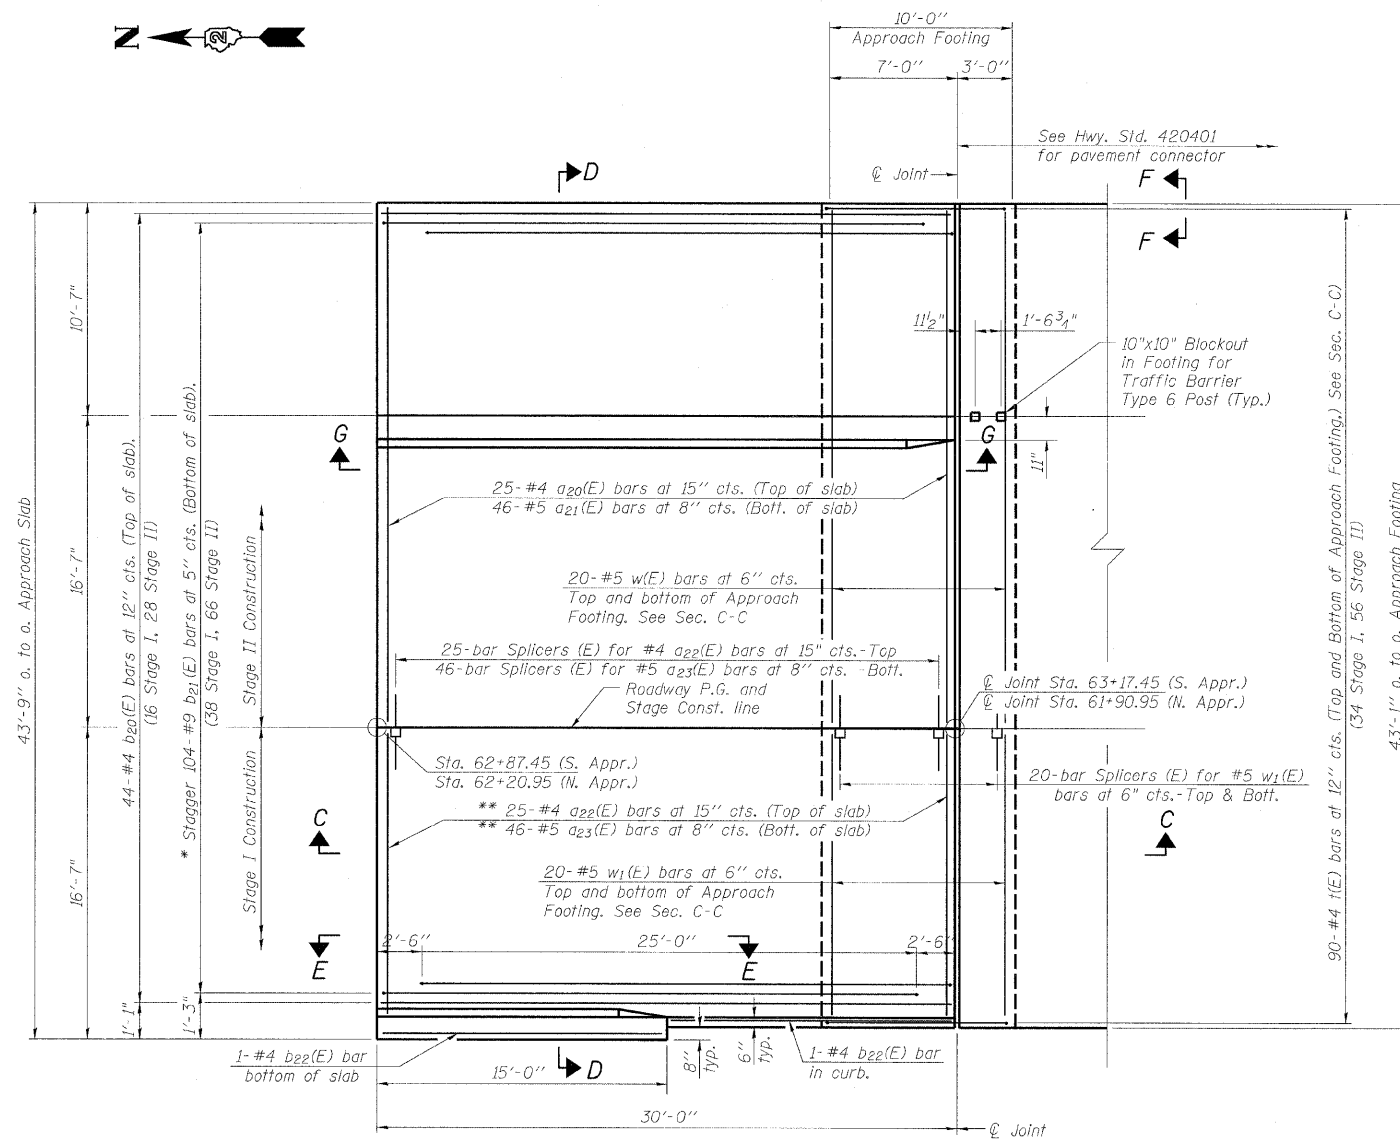 N
2
10'-0"
Approach Footing
7'-0"
3'-0"
See Hwy. Std. 420401
for pavement connector
℄ Joint
D
F
F
10'-7"
11½"
10"x10" Blockout
in Footing for
Traffic Barrier
Type 6 Post (Typ.)
G
G
11"
43'-9" o. to o. Approach Slab
16'-7"
44-#4 b20(E) bars at 12" cts. (Top of slab).
(16 Stage I, 28 Stage II)
* Stagger 104-#9 b21(E) bars at 5" cts. (Bottom of slab).
(38 Stage I, 66 Stage II)
Stage II Construction
25-#4 a20(E) bars at 15" cts. (Top of slab)
46-#5 a21(E) bars at 8" cts. (Bott. of slab)
20-#5 w(E) bars at 6" cts.
Top and bottom of Approach
Footing. See Sec. C-C
25-bar Splicers (E) for #4 a22(E) bars at 15" cts.-Top
46-bar Splicers (E) for #5 a23(E) bars at 8" cts. -Bott.
Roadway P.G. and
Stage Const. line
℄ Joint Sta. 63+17.45 (S. Appr.)
℄ Joint Sta. 61+90.95 (N. Appr.)
90-#4 t(E) bars at 12" cts. (Top and Bottom of Approach Footing.) See Sec. C-C)
(34 Stage I, 56 Stage II)
43'-1" o. to o. Approach Footing
Sta. 62+87.45 (S. Appr.)
Sta. 62+20.95 (N. Appr.)
20-bar Splicers (E) for #5 w1(E)
bars at 6" cts.-Top & Bott.
** 25-#4 a22(E) bars at 15" cts. (Top of slab)
** 46-#5 a23(E) bars at 8" cts. (Bott. of slab)
Stage I Construction
C
C
16'-7"
20-#5 w1(E) bars at 6" cts.
Top and bottom of Approach
Footing. See Sec. C-C
2'-6"
25'-0"
2'-6"
E
E
1'-1"
1'-3"
1-#4 b22(E) bar
bottom of slab
15'-0"
D
8"
typ.
6"
typ.
1-#4 b22(E) bar
in curb.
30'-0"
℄ Joint